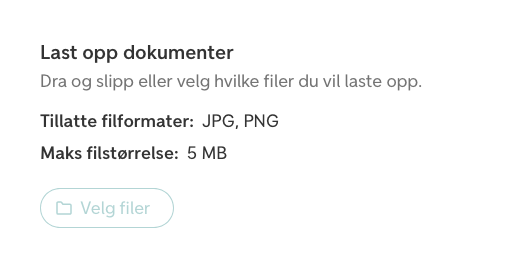 Last opp dokumenter
Dra og slipp eller velg hvilke filer du vil laste opp.
Tillatte filformater: JPG, PNG
Maks filstørrelse: 5 MB
Velg filer